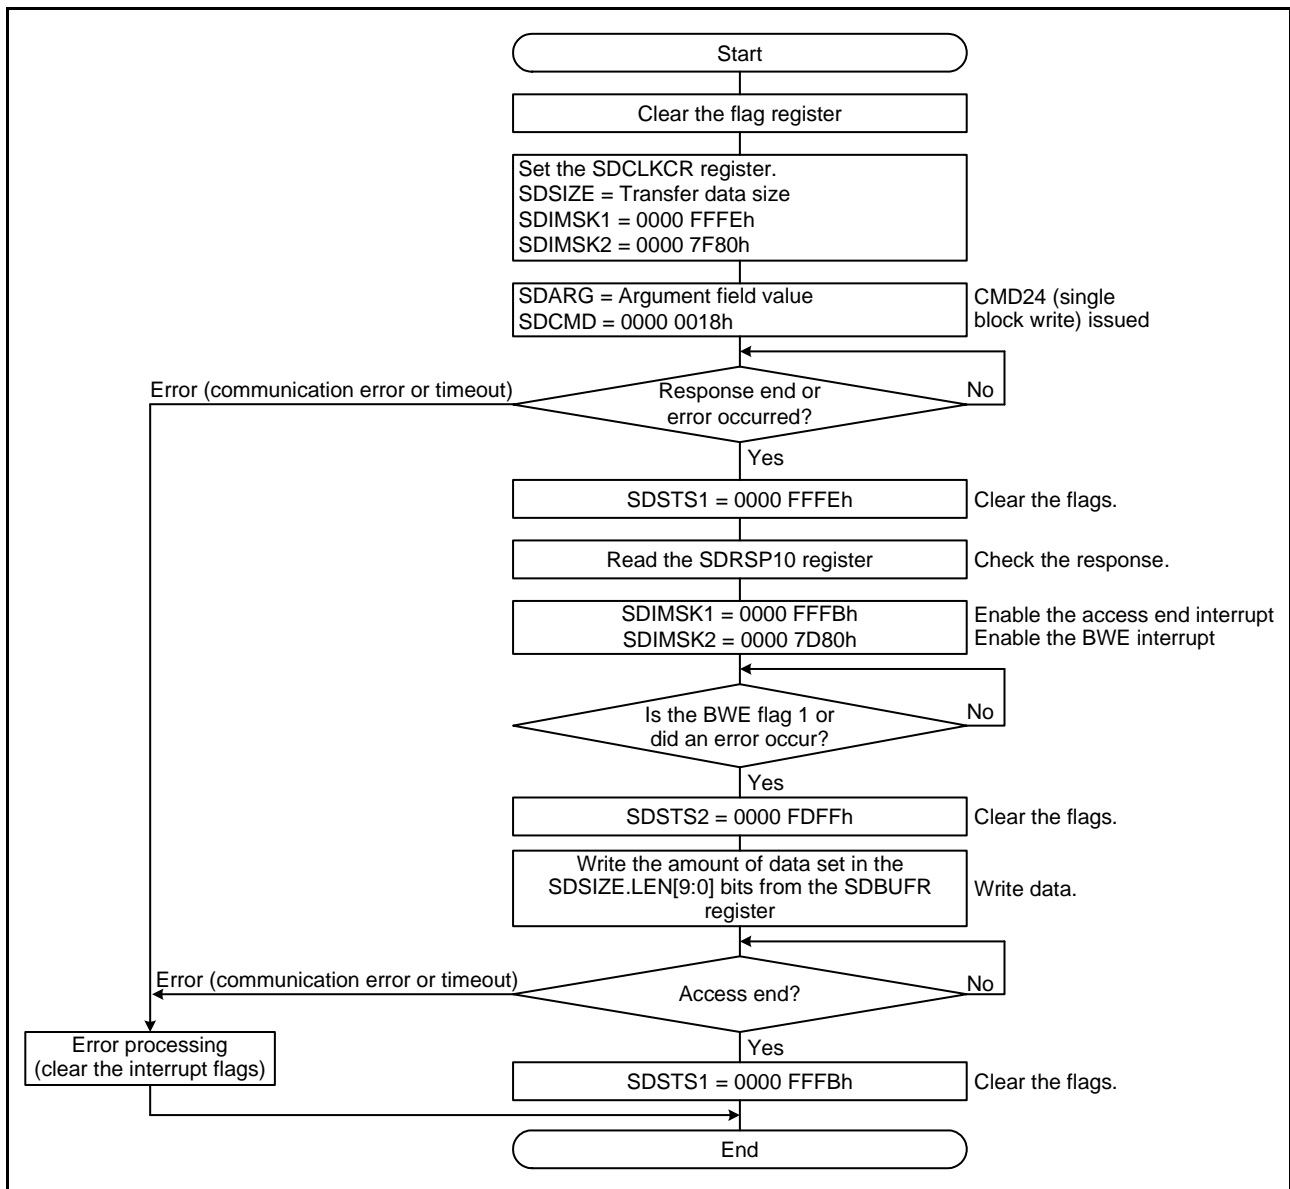 Start
Clear the flag register
Set the SDCLKCR register.
SDSIZE = Transfer data size
SDIMSK1 = 0000 FFFEh
SDIMSK2 = 0000 7F80h
SDARG = Argument field value
SDCMD = 0000 0018h
CMD24 (single
block write) issued
Error (communication error or timeout)
Response end or
error occurred?
No
Yes
SDSTS1 = 0000 FFFEh
Clear the flags.
Read the SDRSP10 register
Check the response.
SDIMSK1 = 0000 FFFBh
SDIMSK2 = 0000 7D80h
Enable the access end interrupt
Enable the BWE interrupt
Is the BWE flag 1 or
did an error occur?
No
Yes
SDSTS2 = 0000 FDFFh
Clear the flags.
Write the amount of data set in the
SDSIZE.LEN[9:0] bits from the SDBUFR
register
Write data.
Error (communication error or timeout)
Access end?
No
Yes
Error processing
(clear the interrupt flags)
SDSTS1 = 0000 FFFBh
Clear the flags.
End